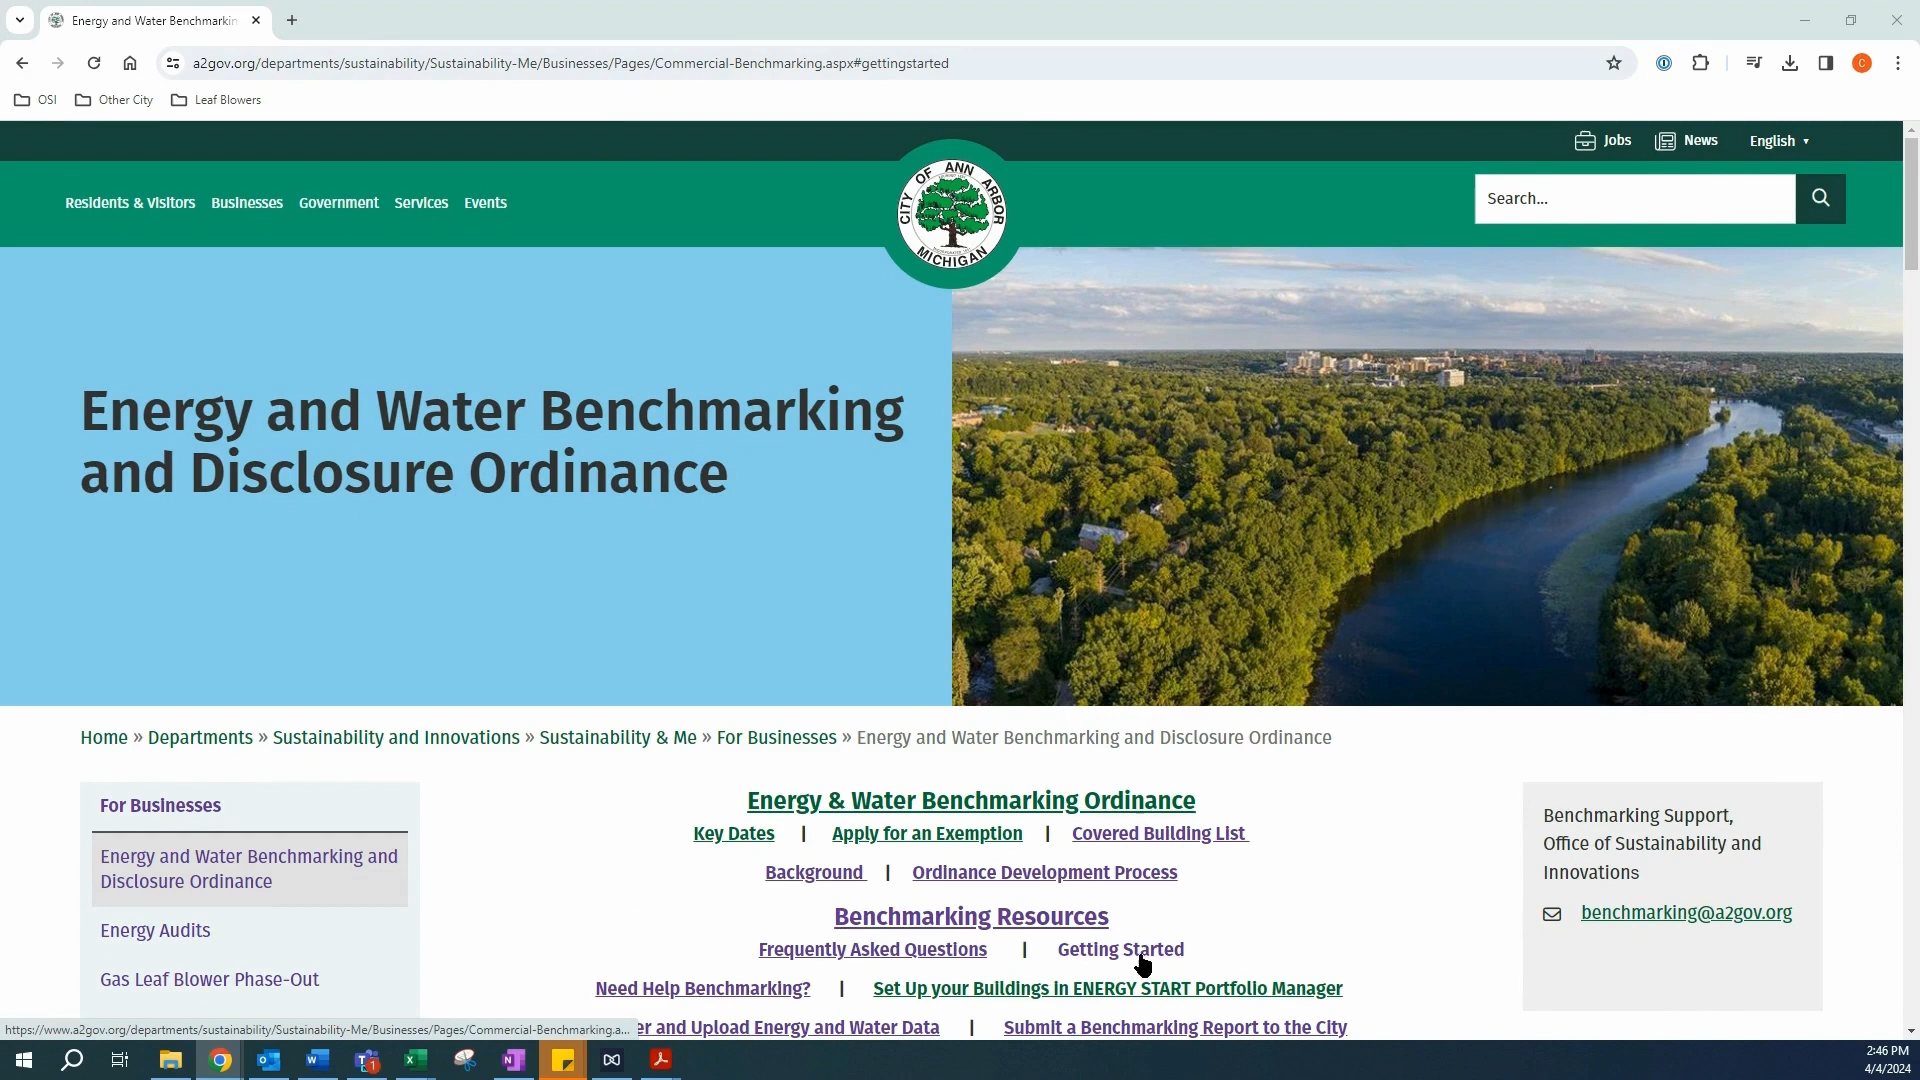 Energy and Water Benchmarkin
a2gov.org/departments/sustainability/Sustainability-Me/Businesses/Pages/Commercial-Benchmarking.aspx#gettingstarted
C
OSI
Other City
Leaf Blowers
Jobs
News
English
Residents & Visitors
Businesses
Government
Services
Events
CITY OF ANN ARBOR
MICHIGAN
Search...
Energy and Water Benchmarking
and Disclosure Ordinance
Home » Departments » Sustainability and Innovations » Sustainability & Me » For Businesses » Energy and Water Benchmarking and Disclosure Ordinance
For Businesses
Energy and Water Benchmarking and
Disclosure Ordinance
Energy Audits
Gas Leaf Blower Phase-Out
Energy & Water Benchmarking Ordinance
Key Dates | Apply for an Exemption | Covered Building List
Background | Ordinance Development Process
Benchmarking Resources
Frequently Asked Questions | Getting Started
Need Help Benchmarking? | Set Up your Buildings in ENERGY START Portfolio Manager
er and Upload Energy and Water Data | Submit a Benchmarking Report to the City
Benchmarking Support,
Office of Sustainability and
Innovations
benchmarking@a2gov.org
https://www.a2gov.org/departments/sustainability/Sustainability-Me/Businesses/Pages/Commercial-Benchmarking.a...
1
2:46 PM
4/4/2024